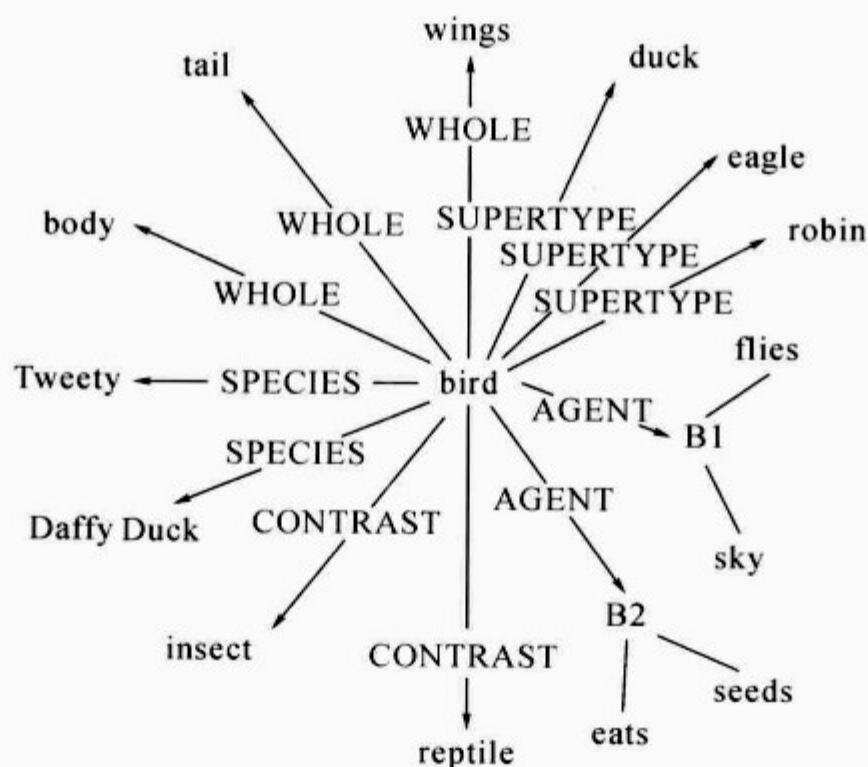 wings
tail
duck
WHOLE
eagle
body
WHOLE
SUPERTYPE
robin
SUPERTYPE
WHOLE
SUPERTYPE
flies
Tweety
SPECIES
bird
AGENT
B1
SPECIES
AGENT
Daffy Duck
CONTRAST
sky
B2
insect
CONTRAST
seeds
eats
reptile